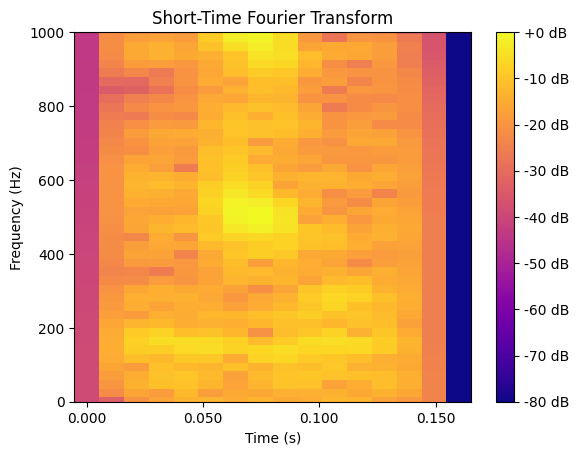 Short-Time Fourier Transform
1000
800
600
400
200
0
Frequency (Hz)
0.000
0.050
0.100
0.150
Time (s)
+0 dB
-10 dB
-20 dB
-30 dB
-40 dB
-50 dB
-60 dB
-70 dB
-80 dB